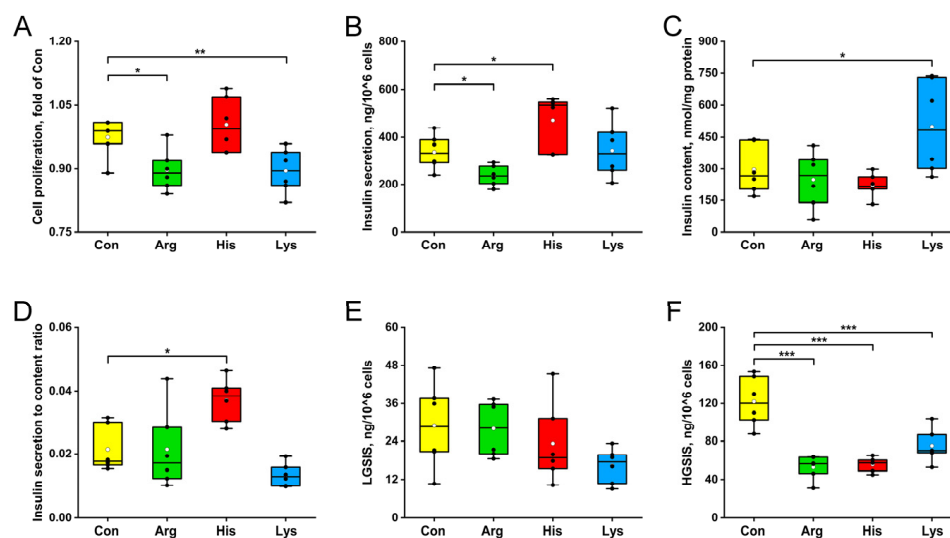 A
Cell proliferation, fold of Con
1.20
1.05
0.90
0.75
*
**
Con Arg His Lys
B
Insulin secretion, ng/10^6 cells
800
600
400
200
0
*
*
Con Arg His Lys
C
Insulin content, nmol/mg protein
900
750
600
450
300
150
0
*
Con Arg His Lys
D
Insulin secretion to content ratio
0.06
0.04
0.02
0.00
*
Con Arg His Lys
E
LGSIS, ng/10^6 cells
60
48
36
24
12
0
Con Arg His Lys
F
HGSIS, ng/10^6 cells
200
160
120
80
40
0
***
***
***
Con Arg His Lys